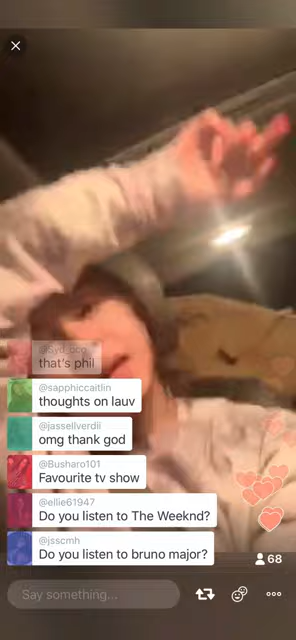 @Syd_bcg
that's phil
@sapphiccaitlin
thoughts on lauv
@jassellverdii
omg thank god
@Busharo101
Favourite tv show
@ellie61947
Do you listen to The Weeknd?
@jsscmh
Do you listen to bruno major?
68
Say something...